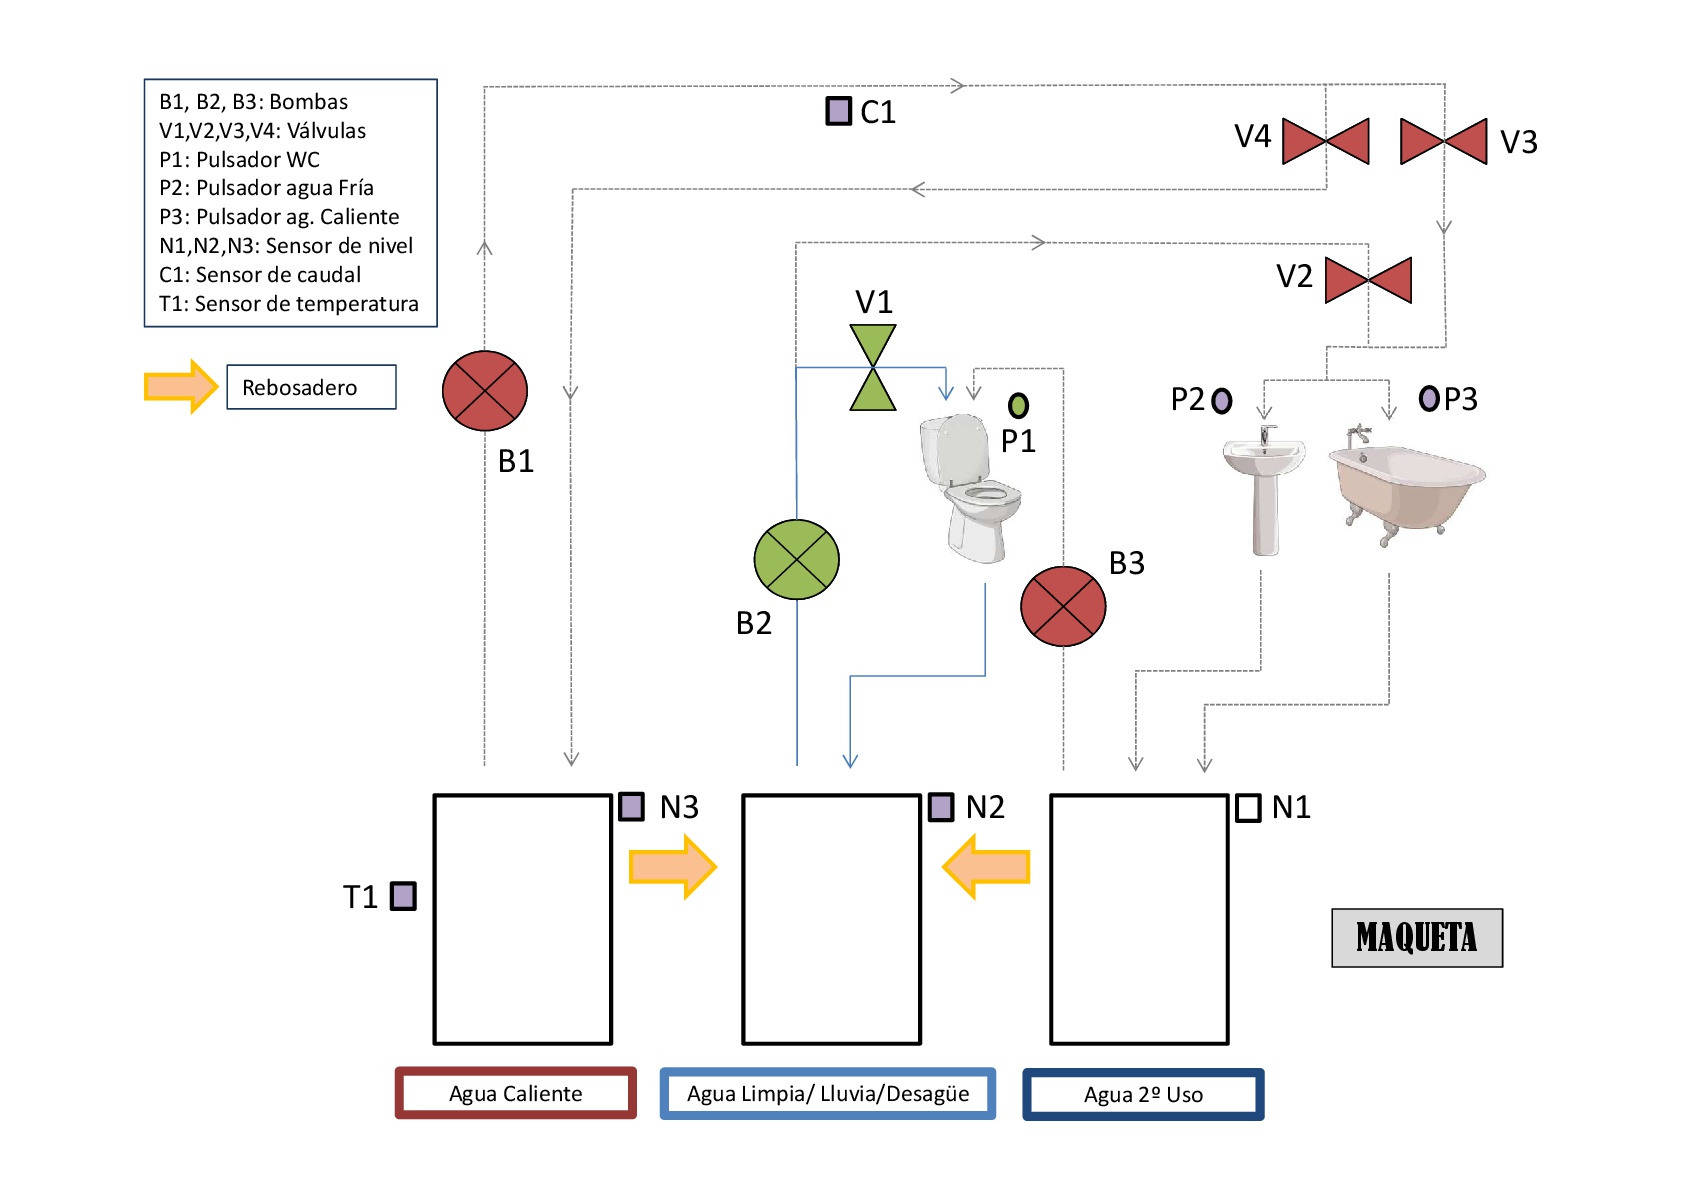 B1, B2, B3: Bombas
V1,V2,V3,V4: Válvulas
P1: Pulsador WC
P2: Pulsador agua Fría
P3: Pulsador ag. Caliente
N1,N2,N3: Sensor de nivel
C1: Sensor de caudal
T1: Sensor de temperatura
Rebosadero
C1
V4
V3
V2
V1
P2
P3
P1
B1
B3
B2
N3
N2
N1
T1
MAQUETA
Agua Caliente
Agua Limpia/ Lluvia/Desagüe
Agua 2º Uso